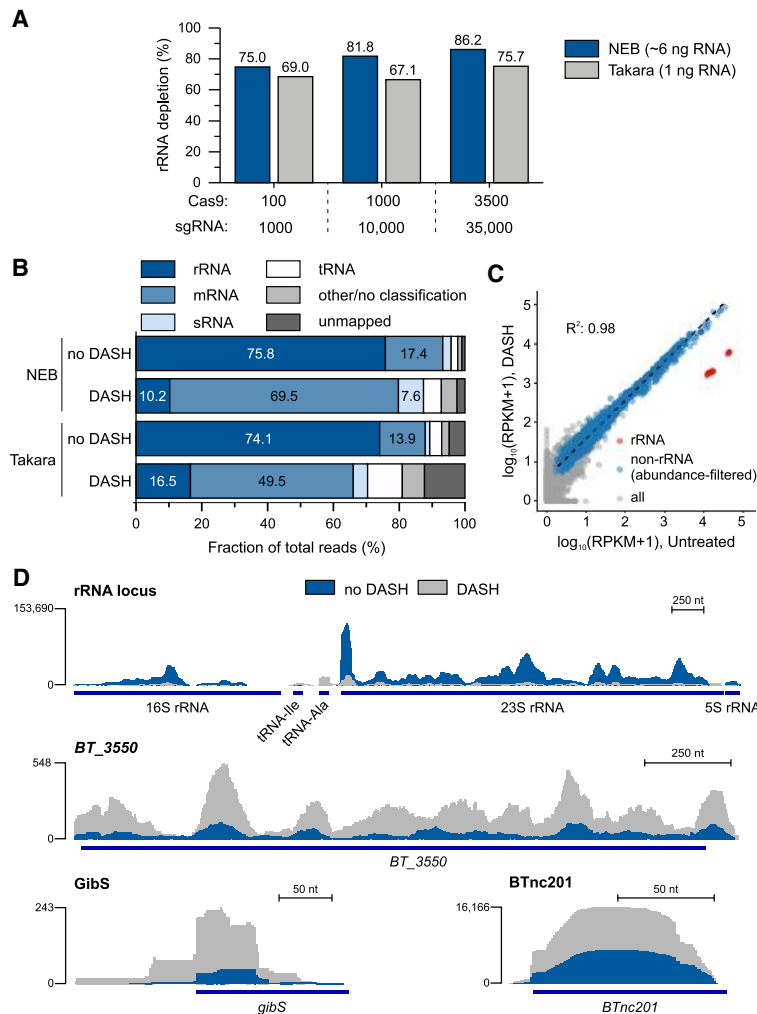 A
rRNA depletion (%)
100
80
60
40
20
0
75.0 69.0 81.8 67.1 86.2 75.7
NEB (~6 ng RNA)
Takara (1 ng RNA)
Cas9: 100 1000 3500
sgRNA: 1000 10,000 35,000
B
rRNA tRNA
mRNA other/no classification
sRNA unmapped
NEB
no DASH 75.8 17.4
DASH 10.2 69.5 7.6
Takara
no DASH 74.1 13.9
DASH 16.5 49.5
0 20 40 60 80 100
Fraction of total reads (%)
C
log10(RPKM+1), DASH
5
4
3
2
1
0
R2: 0.98
rRNA
non-rRNA
(abundance-filtered)
all
0 1 2 3 4 5
log10(RPKM+1), Untreated
D
rRNA locus
no DASH DASH
250 nt
153,690
0
16S rRNA tRNA-Ile tRNA-Ala 23S rRNA 5S rRNA
BT_3550
250 nt
548
0
BT_3550
GibS
50 nt
243
0
gibS
BTnc201
50 nt
16,166
0
BTnc201